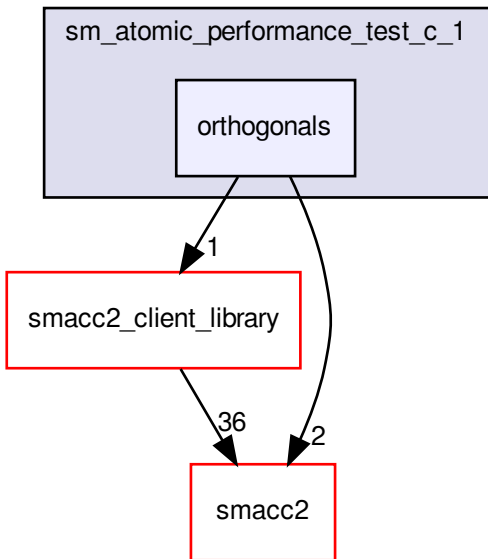 sm_atomic_performance_test_c_1
orthogonals
1
smacc2_client_library
36
2
smacc2